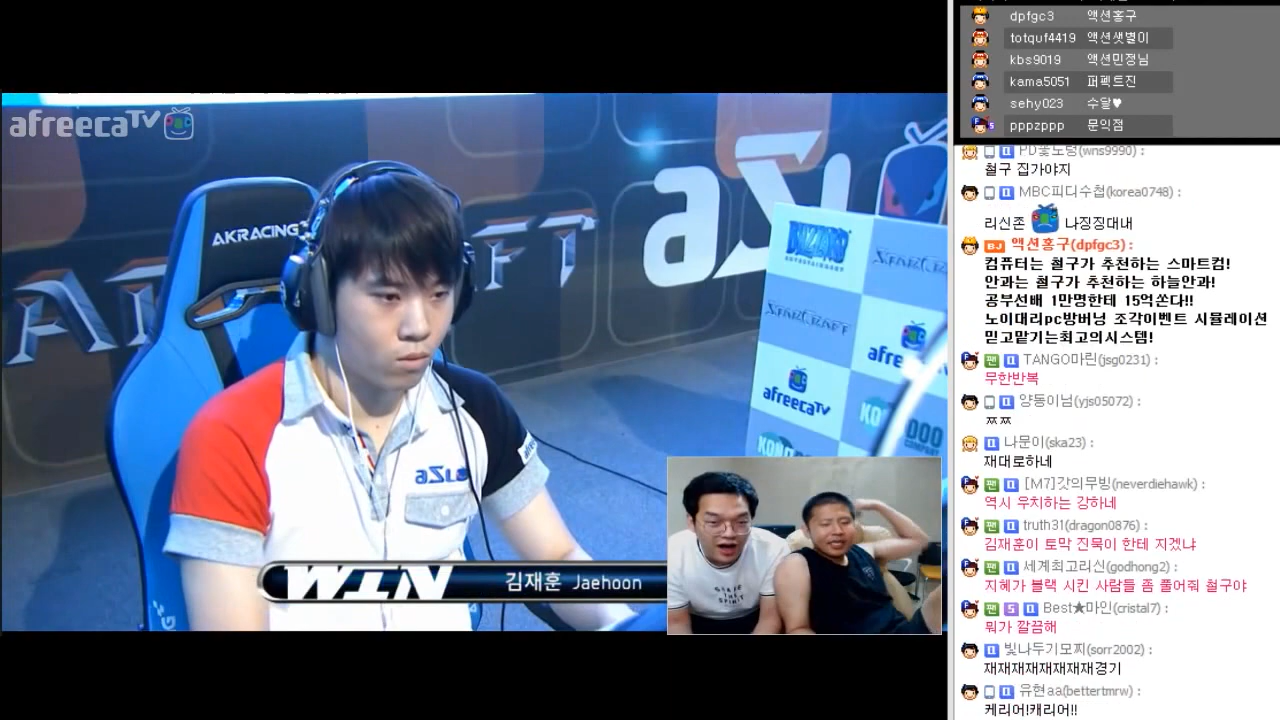 afreecaTV
AKRACING
aSL
BLIZZARD
STARCRAFT
afreecaTV
aSL
WIN 김재훈 Jaehoon
dpfgc3 액션홍구
totquf4419 액션샛별이
kbs9019 액션민정님
kama5051 퍼펙트진
sehy023 수달♥
pppzppp 문익점
PD꽃도령(wns9990) :
철구 집가야지
MBC피디수첩(korea0748) :
리신존 나징징대내
BJ 액션홍구(dpfgc3) :
컴퓨터는 철구가 추천하는 스마트컴!
안과는 철구가 추천하는 하늘안과!
공부선배 1만명한테 15억쏜다!!
노이대리pc방버닝 조각이벤트 시뮬레이션
믿고맡기는최고의시스템!
팬 TANGO마린(jsg0231) :
무한반복
양동이님(yjs05072) :
ㅉㅉ
나문이(ska23) :
재대로하네
팬 [M7]갓의무빙(neverdiehawk) :
역시 우치하는 강하네
팬 truth31(dragon0876) :
김재훈이 토막 진묵이 한테 지겠냐
팬 세계최고리신(godhong2) :
지혜가 블랙 시킨 사람들 좀 풀어줘 철구야
팬 S Best★마인(cristal7) :
뭐가 깔끔해
빛나두기모찌(sorr2002) :
재재재재재재재재경기
유현aa(bettertmrw) :
케리어!캐리어!!